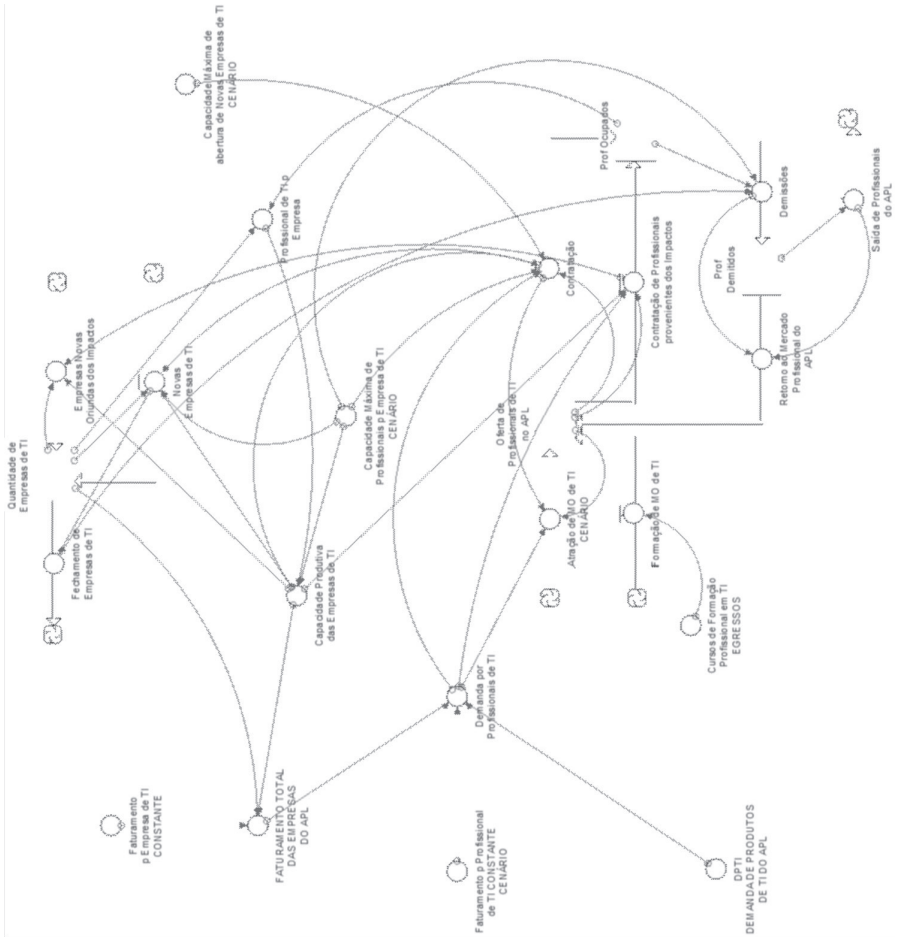 Quantidade de
Empresas de TI
Capacidade Máxima de
abertura de Novas Empresas de TI
CENÁRIO
Empresas Novas
Oriundas dos Impactos
Profissional de TI p
Empresa
Novas
Empresas de TI
Fechamento de
Empresas de TI
Prof Ocupados
Capacidade Máxima de
Profissionais p Empresa de TI
CENÁRIO
Contratação
Contratação de Profissionais
provenientes dos Impactos
Demissões
Saída de Profissionais
do APL
Prof
Demitidos
Retorno ao Mercado
Profissional do
APL
Oferta de
Profissionais de TI
no APL
Atração de MO de TI
CENÁRIO
Formação de MO de TI
Capacidade Produtiva
das Empresas de TI
Cursos de Formação
Profissional em TI
EGRESSOS
Demanda por
Profissionais de TI
Faturamento
p Empresa de TI
CONSTANTE
FATURAMENTO TOTAL
DAS EMPRESAS
DO APL
Faturamento p Profissional
de TI CONSTANTE
CENÁRIO
DPTI
DEMANDA DE PRODUTOS
DE TI DO APL